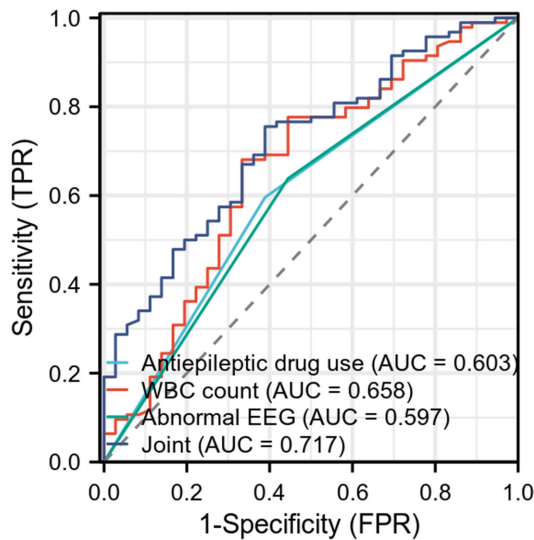 1.0
0.8
0.6
0.4
0.2
0.0
Sensitivity (TPR)
Antiepileptic drug use (AUC = 0.603)
WBC count (AUC = 0.658)
Abnormal EEG (AUC = 0.597)
Joint (AUC = 0.717)
0.0 0.2 0.4 0.6 0.8 1.0
1-Specificity (FPR)